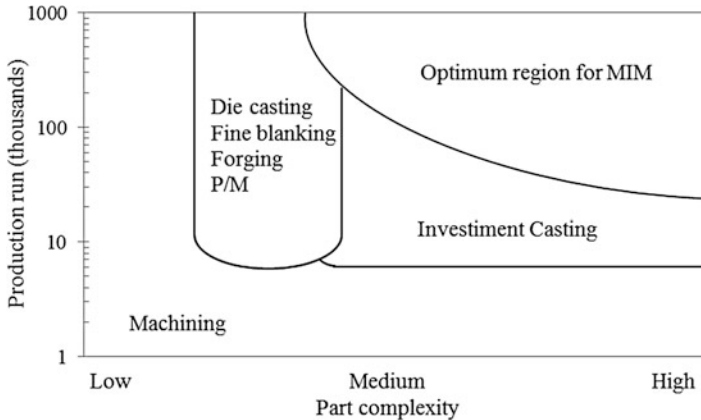 1000
100
10
1
Production run (thousands)
Die casting
Fine blanking
Forging
P/M
Optimum region for MIM
Investiment Casting
Machining
Low
Medium
High
Part complexity